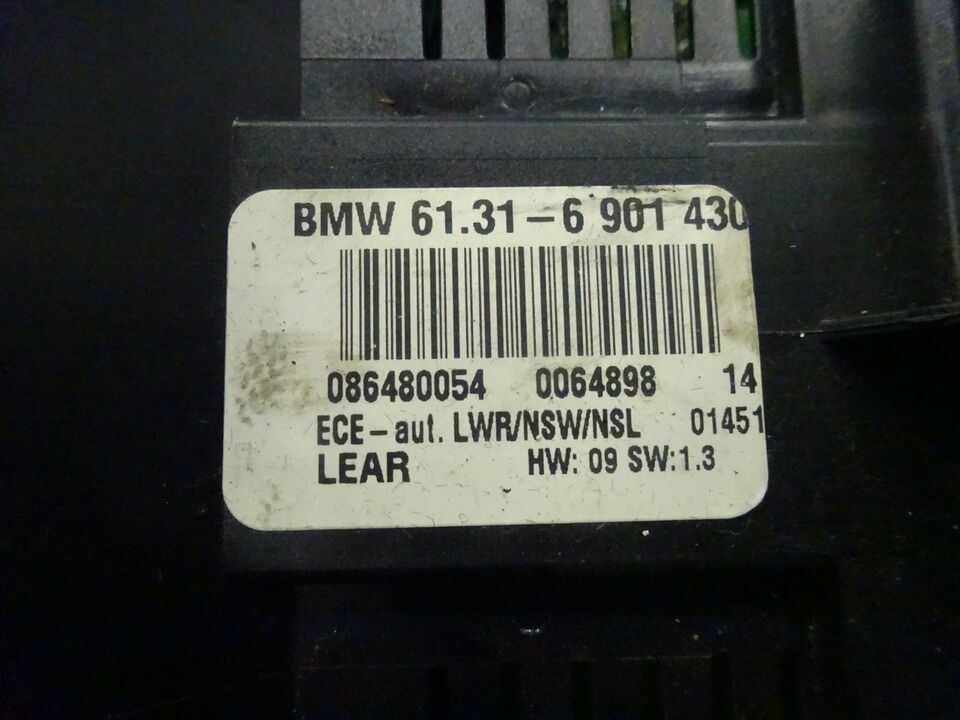 BMW 61.31-6 901 430
086480054 0064898 14
ECE-aut. LWR/NSW/NSL 01451
LEAR HW: 09 SW:1.3